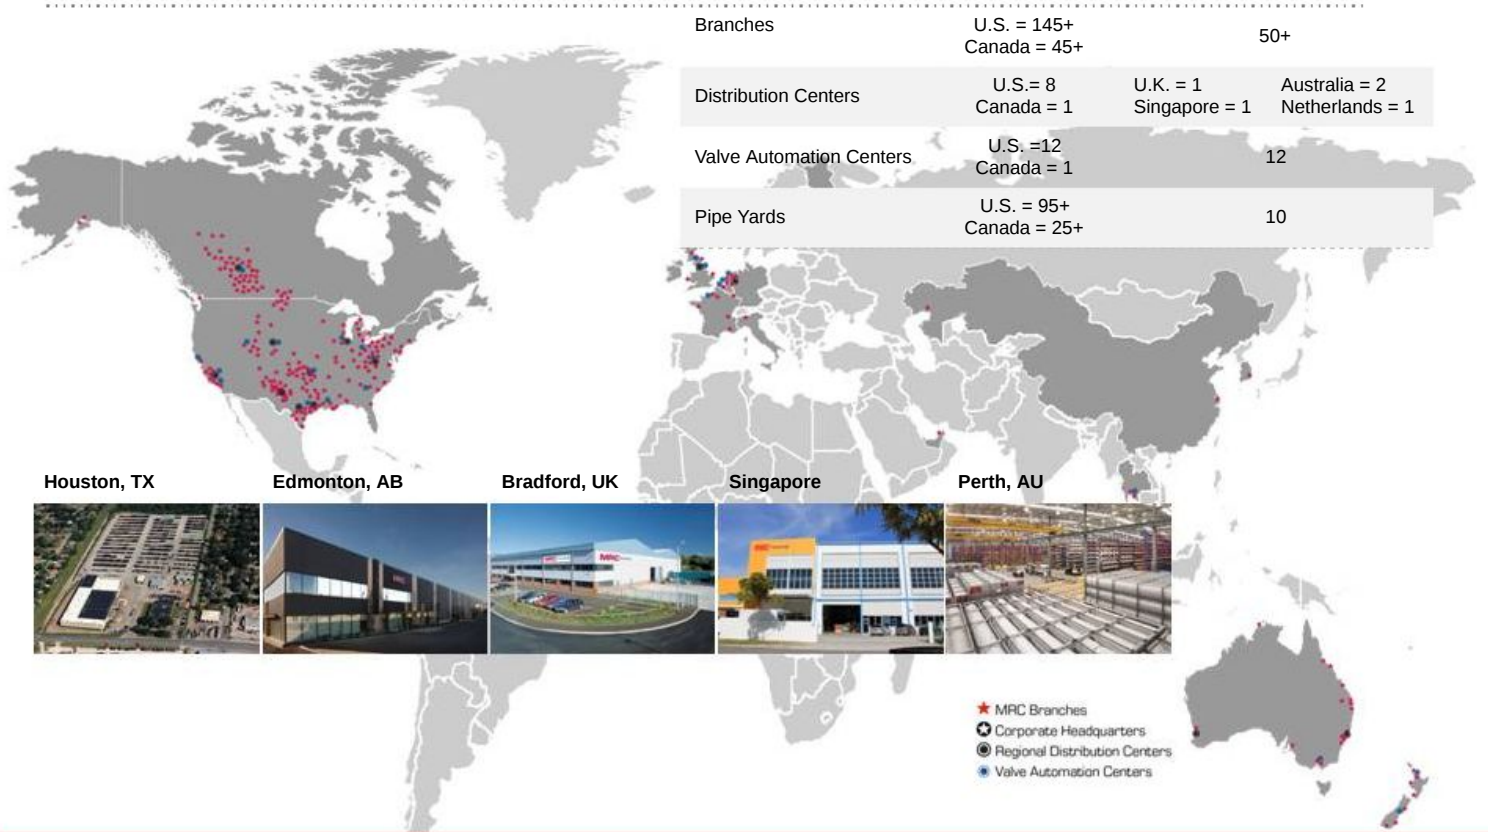 Branches
U.S. = 145+
Canada = 45+
50+
Distribution Centers
U.S.= 8
Canada = 1
U.K. = 1
Singapore = 1
Australia = 2
Netherlands = 1
Valve Automation Centers
U.S. =12
Canada = 1
12
Pipe Yards
U.S. = 95+
Canada = 25+
10
Houston, TX
Edmonton, AB
Bradford, UK
Singapore
Perth, AU
MRC
MRC
MRC Branches
Corporate Headquarters
Regional Distribution Centers
Valve Automation Centers